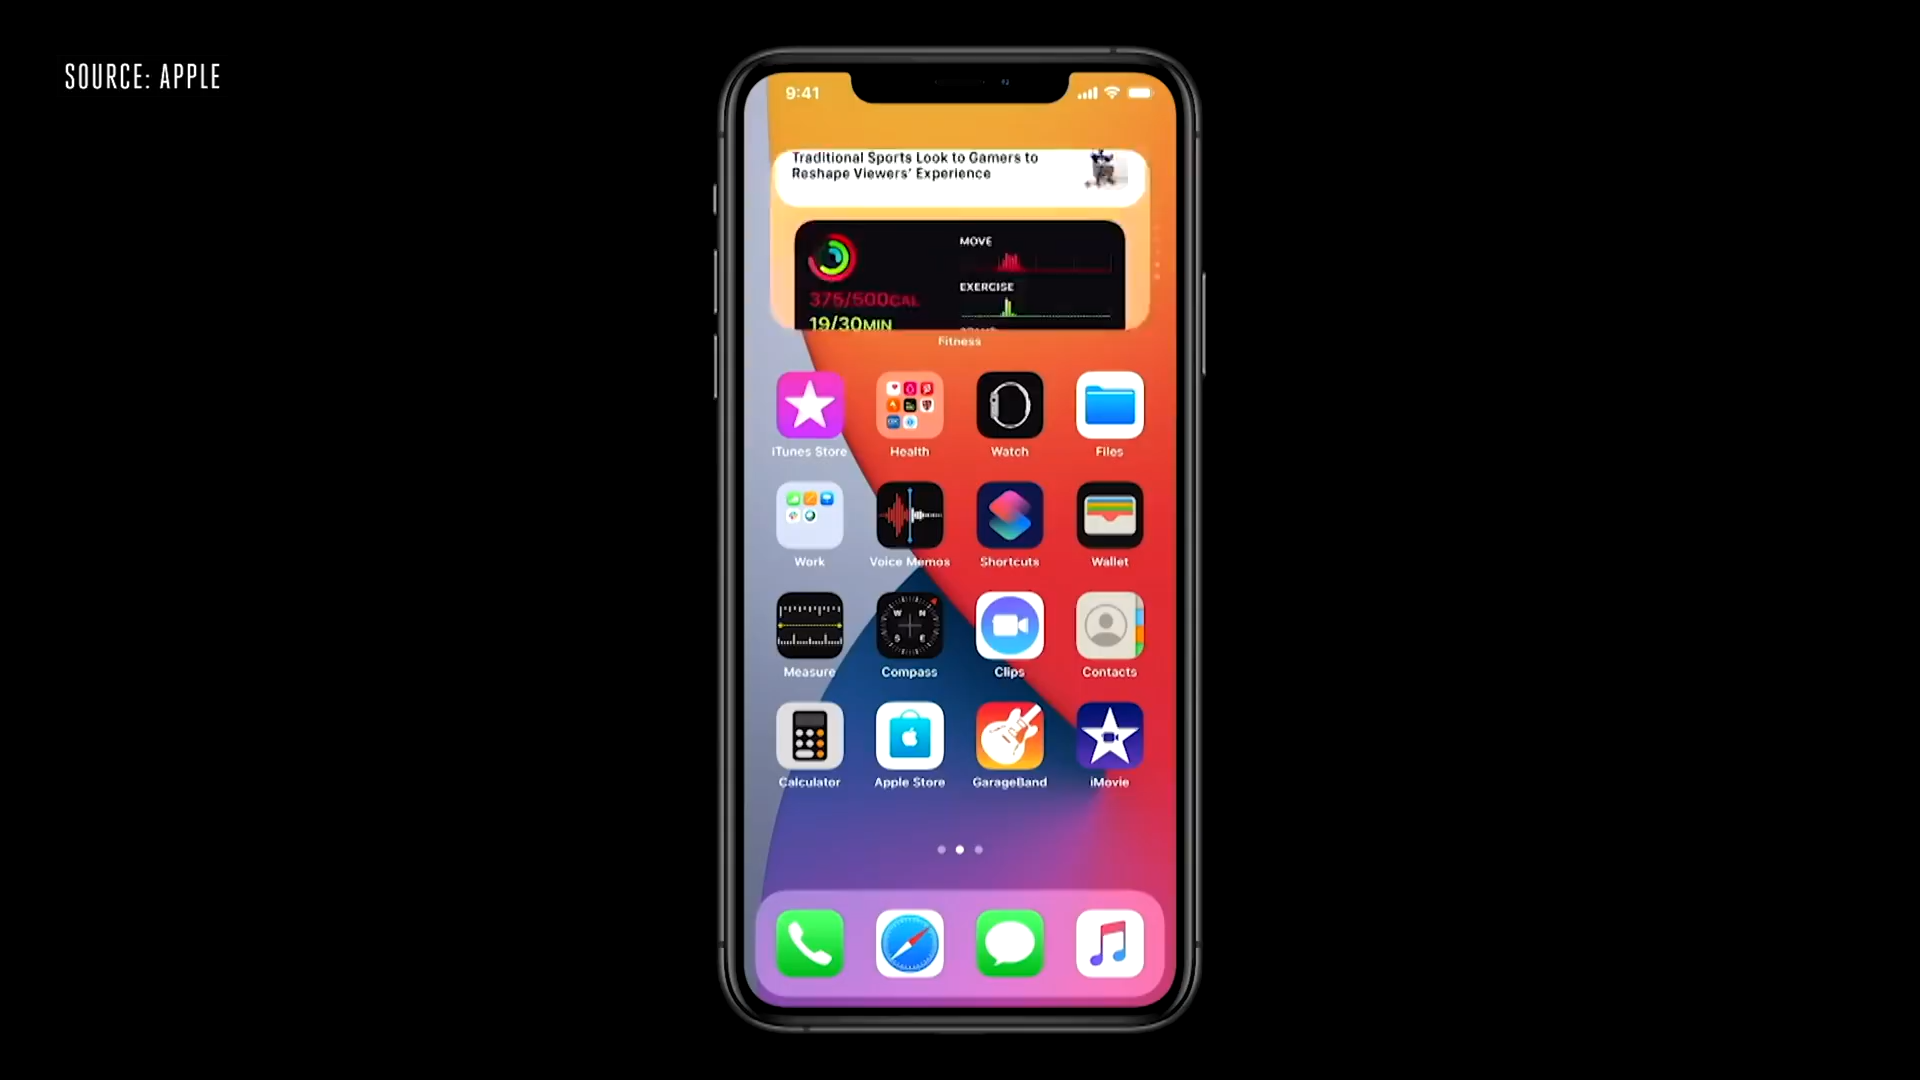 SOURCE: APPLE
9:41
Traditional Sports Look to Gamers to
Reshape Viewers' Experience
MOVE
375/500CAL
EXERCISE
19/30MIN
Fitness
iTunes Store
Health
Watch
Files
Work
Voice Memos
Shortcuts
Wallet
W N
S E
Measure
Compass
Clips
Contacts
Calculator
Apple Store
GarageBand
iMovie